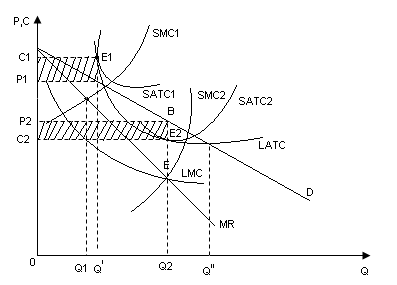 P,C
SMC1
C1
E1
P1
SATC1
SMC2
SATC2
B
P2
E2
C2
LATC
E
LMC
D
MR
0
Q1
Q'
Q2
Q"
Q